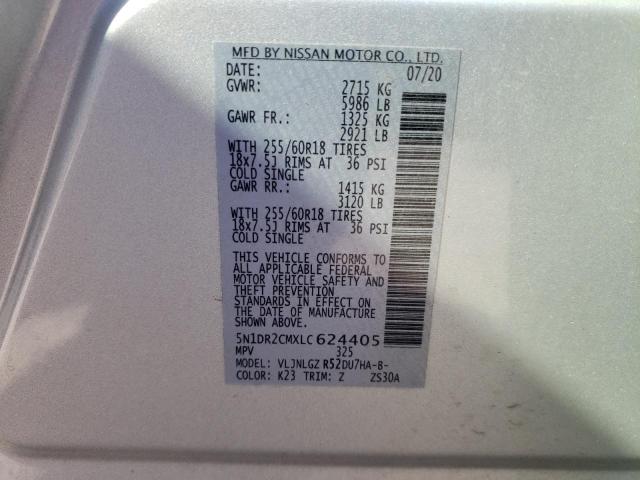 MFD BY NISSAN MOTOR CO., LTD.
DATE: 07/20
GVWR: 2715 KG
5986 LB
GAWR FR.: 1325 KG
2921 LB
WITH 255/60R18 TIRES
18x7.5J RIMS AT 36 PSI
COLD SINGLE
GAWR RR.: 1415 KG
3120 LB
WITH 255/60R18 TIRES
18x7.5J RIMS AT 36 PSI
COLD SINGLE
THIS VEHICLE CONFORMS TO
ALL APPLICABLE FEDERAL
MOTOR VEHICLE SAFETY AND
THEFT PREVENTION
STANDARDS IN EFFECT ON
THE DATE OF MANUFACTURE
SHOWN ABOVE.
5N1DR2CMXLC624405
MPV 325
MODEL: VLJNLGZ R52DU7HA-B-
COLOR: K23 TRIM: Z ZS30A